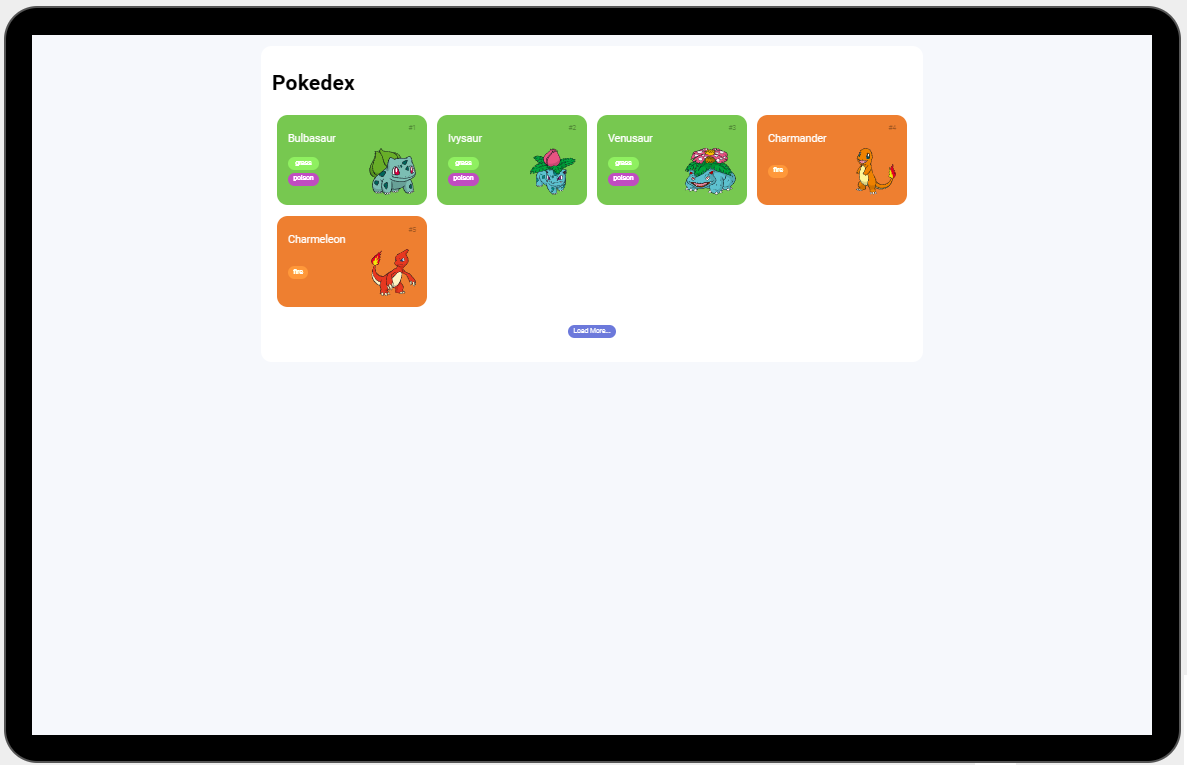 Pokedex
#1
Bulbasaur
grass
poison
#2
Ivysaur
grass
poison
#3
Venusaur
grass
poison
#4
Charmander
fire
#5
Charmeleon
fire
Load More...